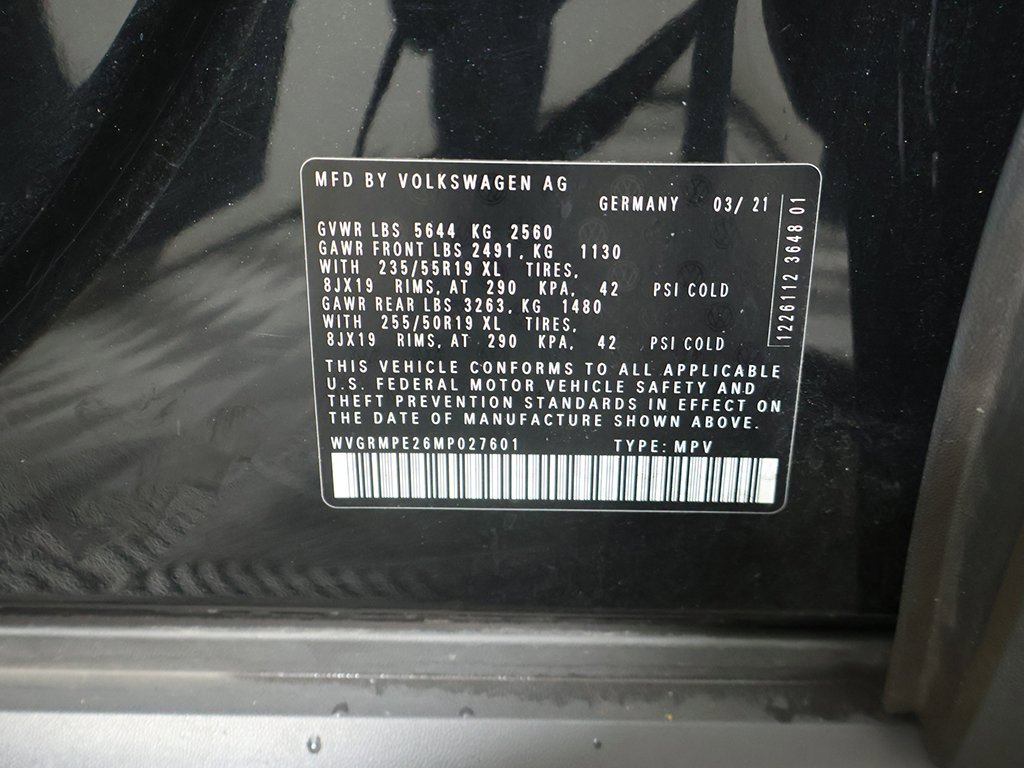 MFD BY VOLKSWAGEN AG
GERMANY 03/ 21
GVWR LBS 5644 KG 2560
GAWR FRONT LBS 2491, KG 1130
WITH 235/55R19 XL TIRES,
8JX19 RIMS, AT 290 KPA, 42 PSI COLD
GAWR REAR LBS 3263, KG 1480
WITH 255/50R19 XL TIRES,
8JX19 RIMS, AT 290 KPA, 42 PSI COLD
THIS VEHICLE CONFORMS TO ALL APPLICABLE
U.S. FEDERAL MOTOR VEHICLE SAFETY AND
THEFT PREVENTION STANDARDS IN EFFECT ON
THE DATE OF MANUFACTURE SHOWN ABOVE.
WVGRMPE26MP027601 TYPE: MPV
1226112 3648 01